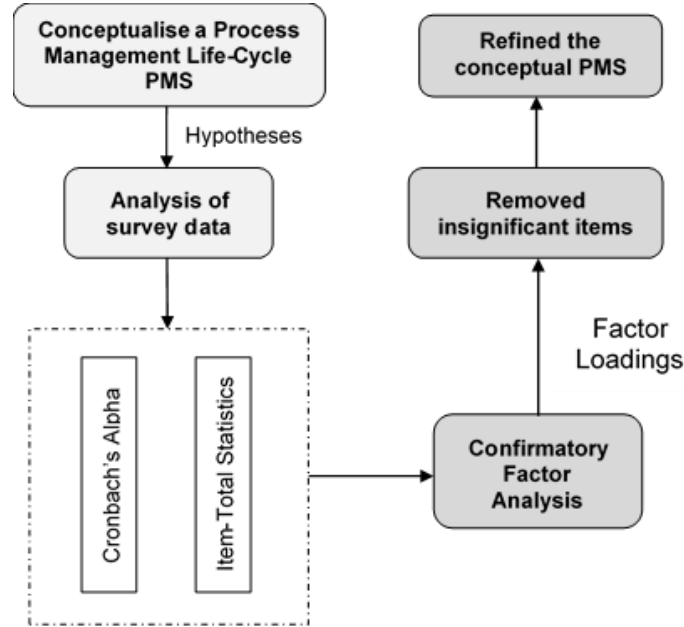 Conceptualise a Process
Management Life-Cycle
PMS
Hypotheses
Analysis of
survey data
Cronbach's Alpha
Item-Total Statistics
Confirmatory
Factor
Analysis
Factor
Loadings
Removed
insignificant items
Refined the
conceptual PMS